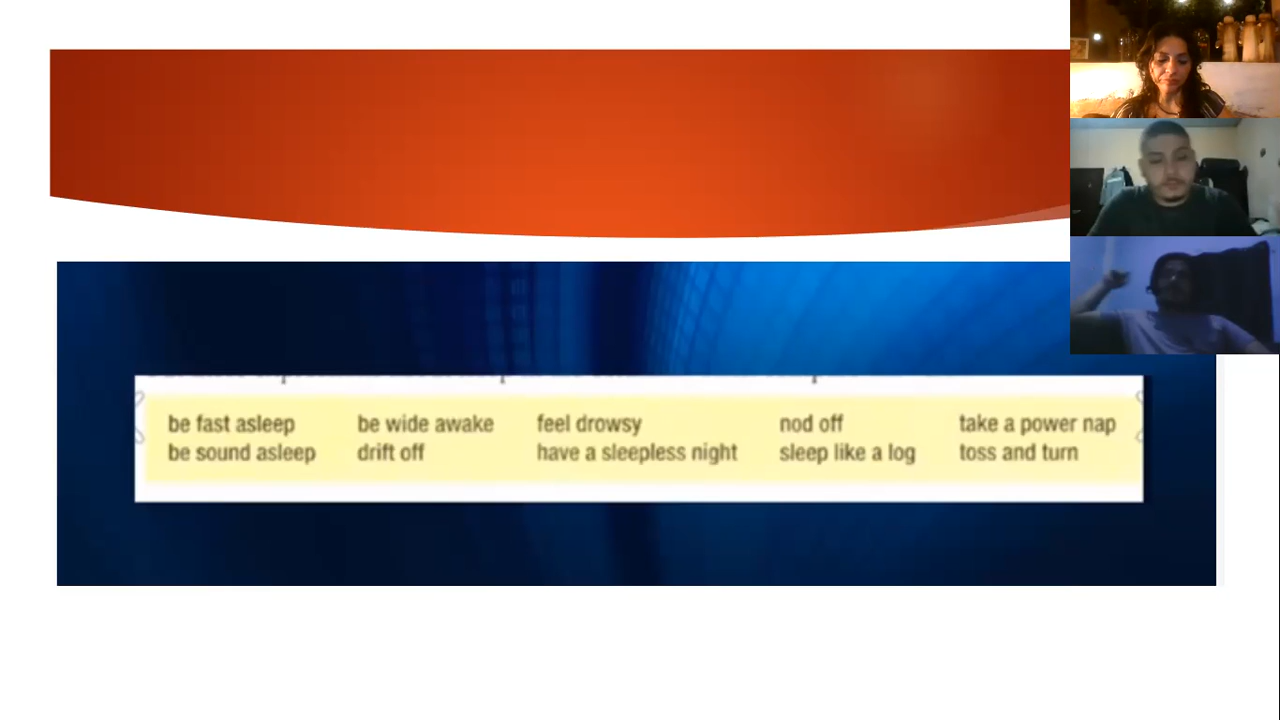 be fast asleep be wide awake feel drowsy nod off take a power nap
be sound asleep drift off have a sleepless night sleep like a log toss and turn